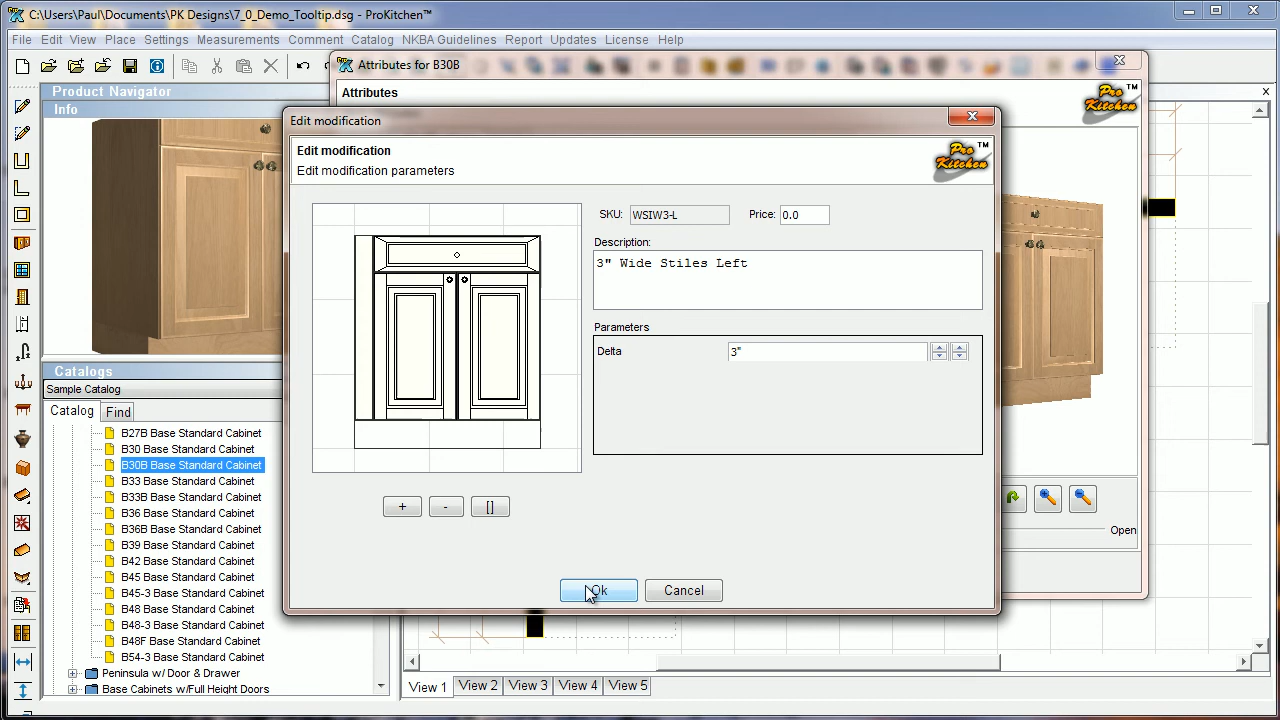 C:\Users\Paul\Documents\PK Designs\7_0_Demo_Tooltip.dsg - ProKitchen™
File Edit View Place Settings Measurements Comment Catalog NKBA Guidelines Report Updates License Help
Product Navigator
Info
Attributes for B30B
Attributes
Pro Kitchen™
Edit modification
Edit modification
Edit modification parameters
Pro Kitchen™
SKU: WSIW3-L Price: 0.0
Description:
3" Wide Stiles Left
Parameters
Delta 3"
+ - []
Ok Cancel
Open
Catalogs
Sample Catalog
Catalog Find
B27B Base Standard Cabinet
B30 Base Standard Cabinet
B30B Base Standard Cabinet
B33 Base Standard Cabinet
B33B Base Standard Cabinet
B36 Base Standard Cabinet
B36B Base Standard Cabinet
B39 Base Standard Cabinet
B42 Base Standard Cabinet
B45 Base Standard Cabinet
B45-3 Base Standard Cabinet
B48 Base Standard Cabinet
B48-3 Base Standard Cabinet
B48F Base Standard Cabinet
B54-3 Base Standard Cabinet
Peninsula w/ Door & Drawer
Base Cabinets w/Full Height Doors
View 1 View 2 View 3 View 4 View 5